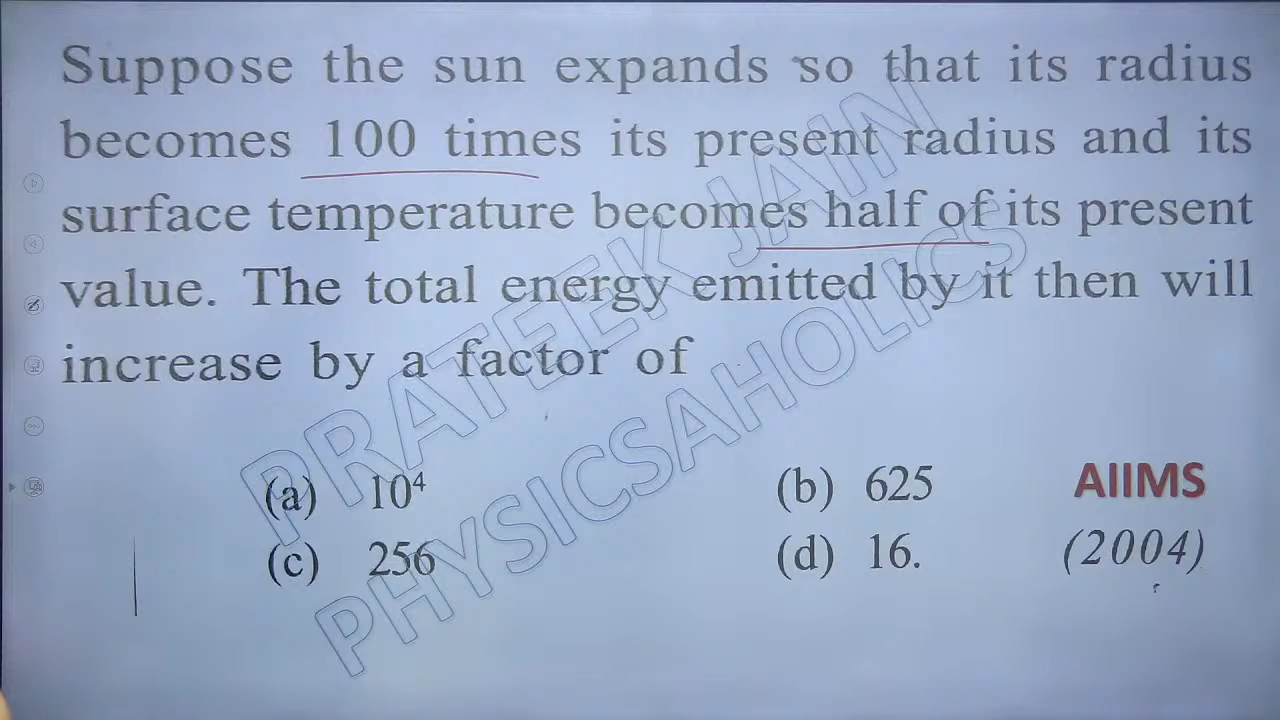 Suppose the sun expands so that its radius
becomes 100 times its present radius and its
surface temperature becomes half of its present
value. The total energy emitted by it then will
increase by a factor of
(a) 10⁴ (b) 625 AIIMS
(c) 256 (d) 16. (2004)
PRATEEK JAIN
PHYSICSAHOLICS